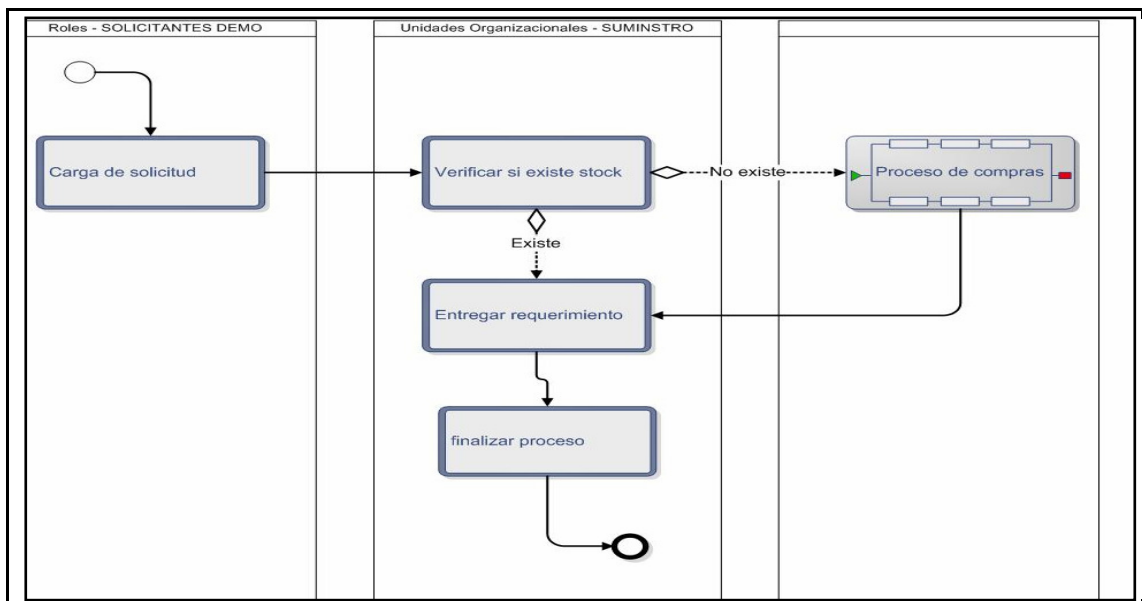 Roles - SOLICITANTES DEMO
Unidades Organizacionales - SUMINSTRO
Carga de solicitud
Verificar si existe stock
No existe
Proceso de compras
Existe
Entregar requerimiento
finalizar proceso